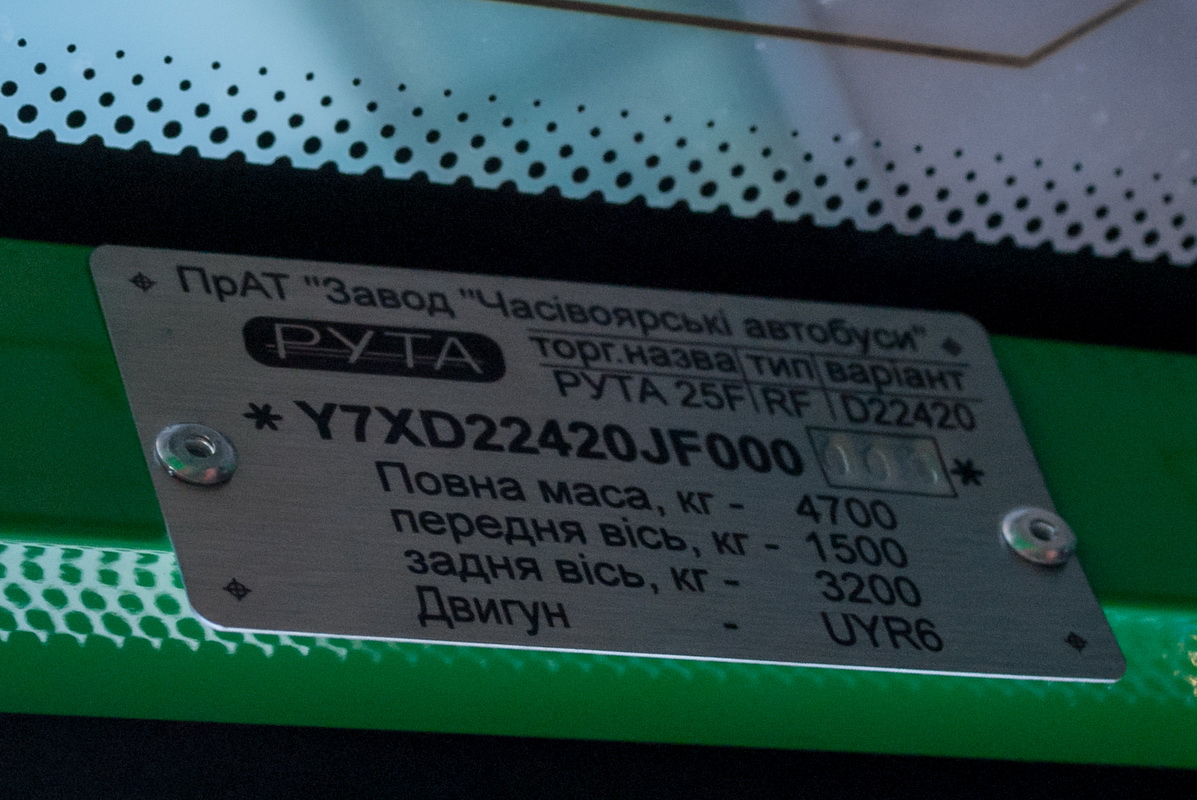 ПрАТ "Завод "Часівоярські автобуси"
РУТА
торг.назва тип варіант
РУТА 25F RF D22420
* Y7XD22420JF000 *
Повна маса, кг - 4700
передня вісь, кг - 1500
задня вісь, кг - 3200
Двигун - UYR6